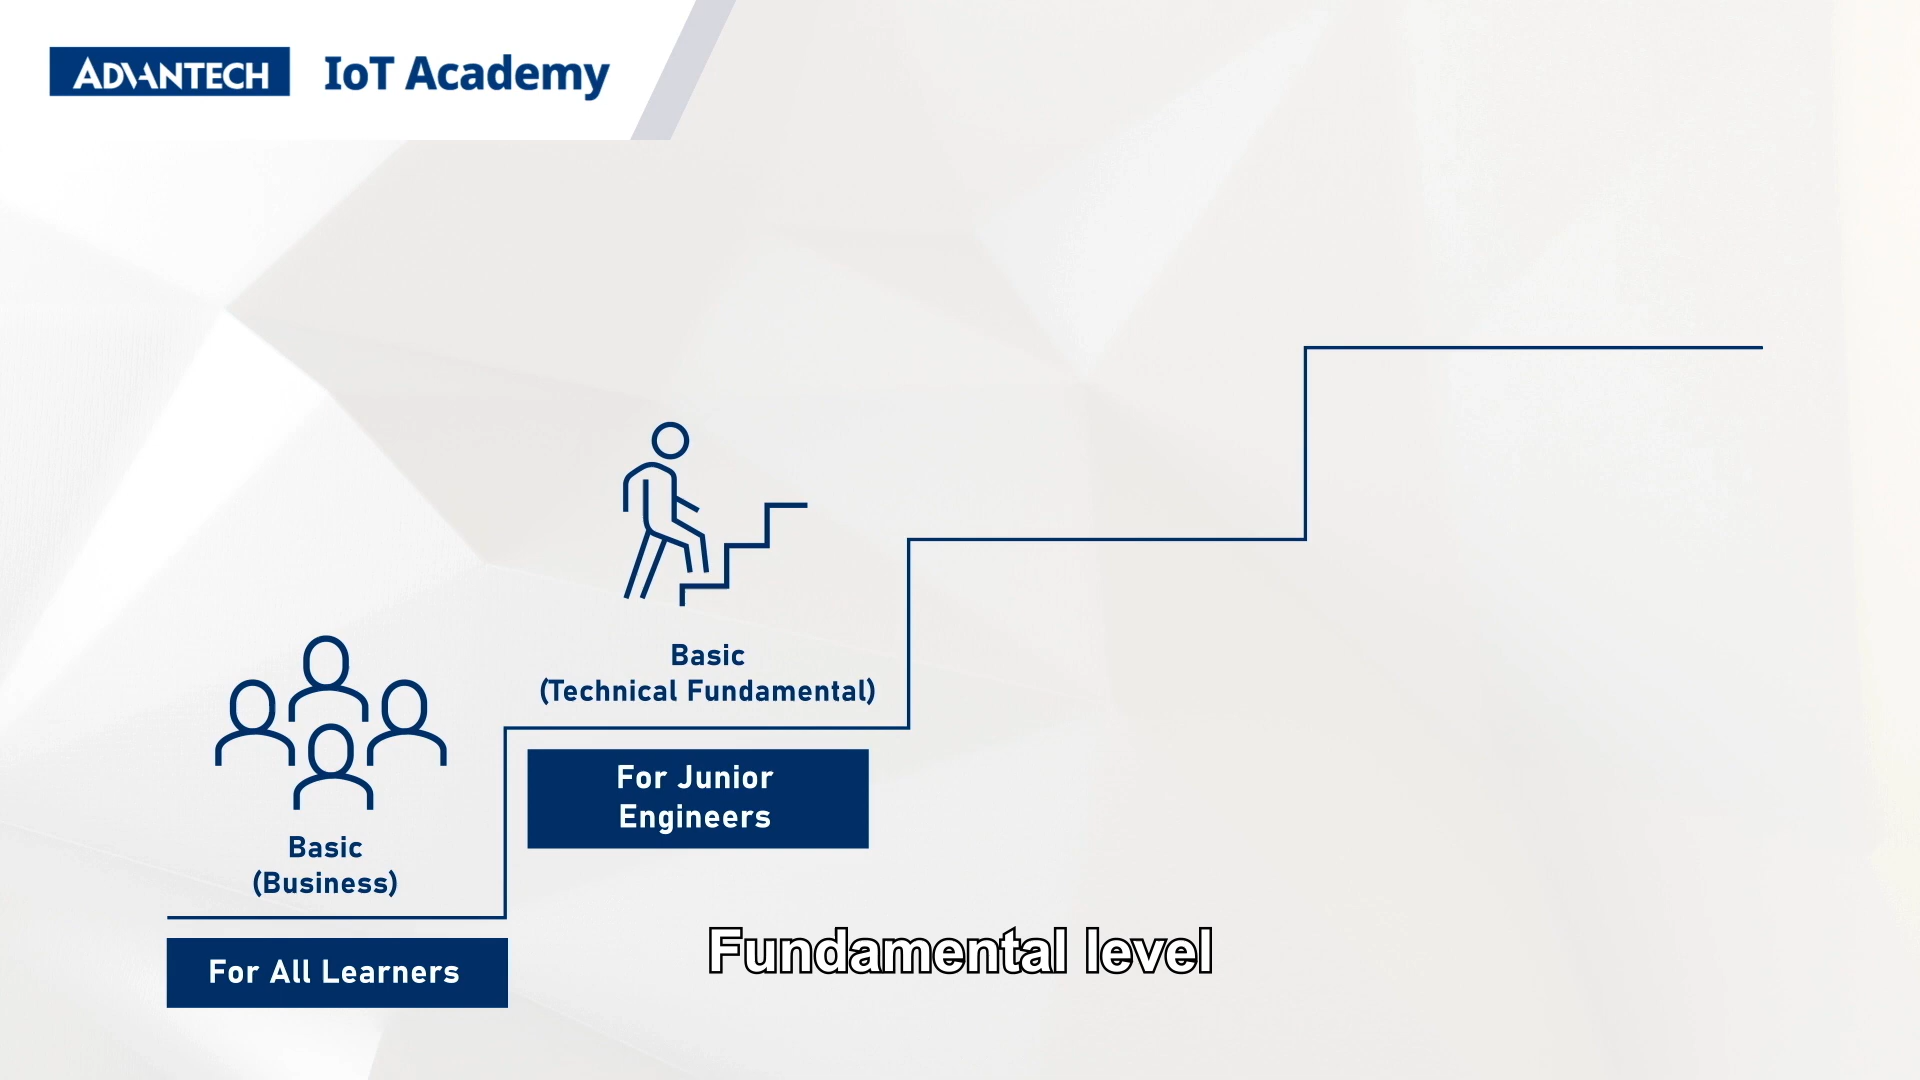 ADVANTECH IoT Academy
Basic
(Technical Fundamental)
For Junior
Engineers
Basic
(Business)
For All Learners
Fundamental level